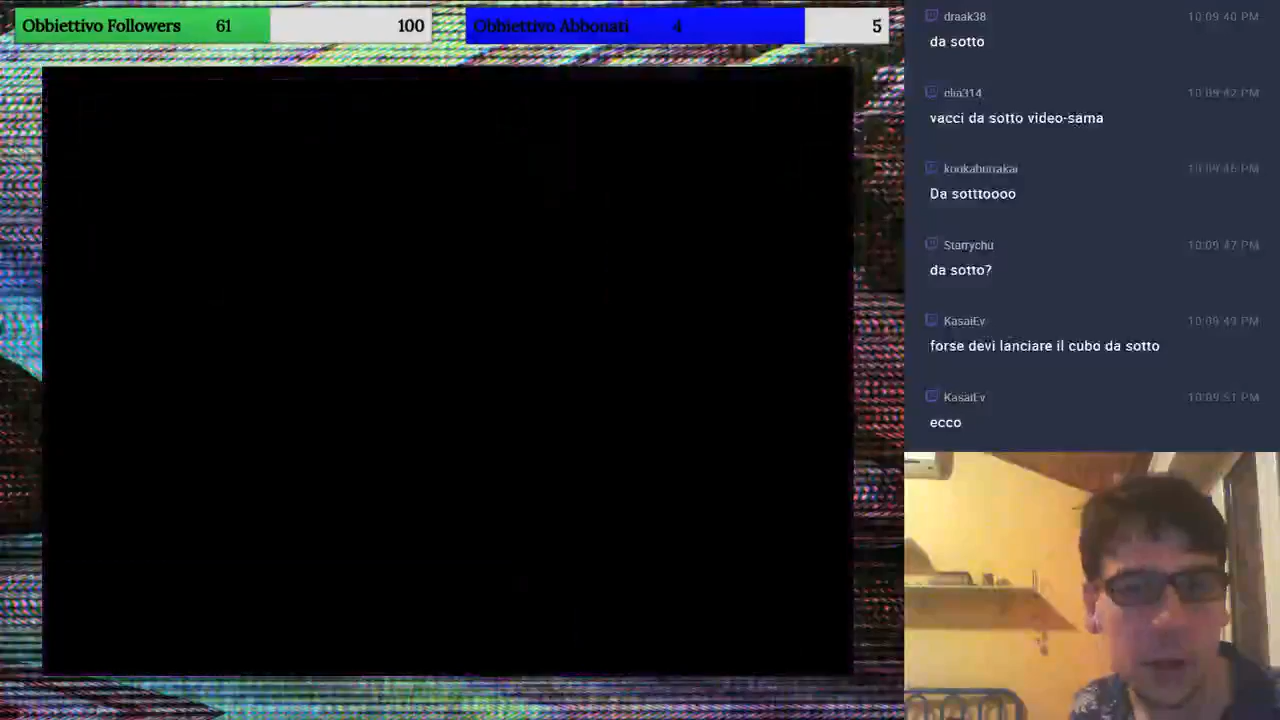 Obbiettivo Followers 61 100
Obbiettivo Abbonati 4 5
draak38 10:09:40 PM
da sotto
elia314 10:09:42 PM
vacci da sotto video-sama
10:09:46 PM
Da sotttoooo
Starrychu 10:09:47 PM
da sotto?
KasaiEv 10:09:49 PM
forse devi lanciare il cubo da sotto
KasaiEv 10:09:51 PM
ecco